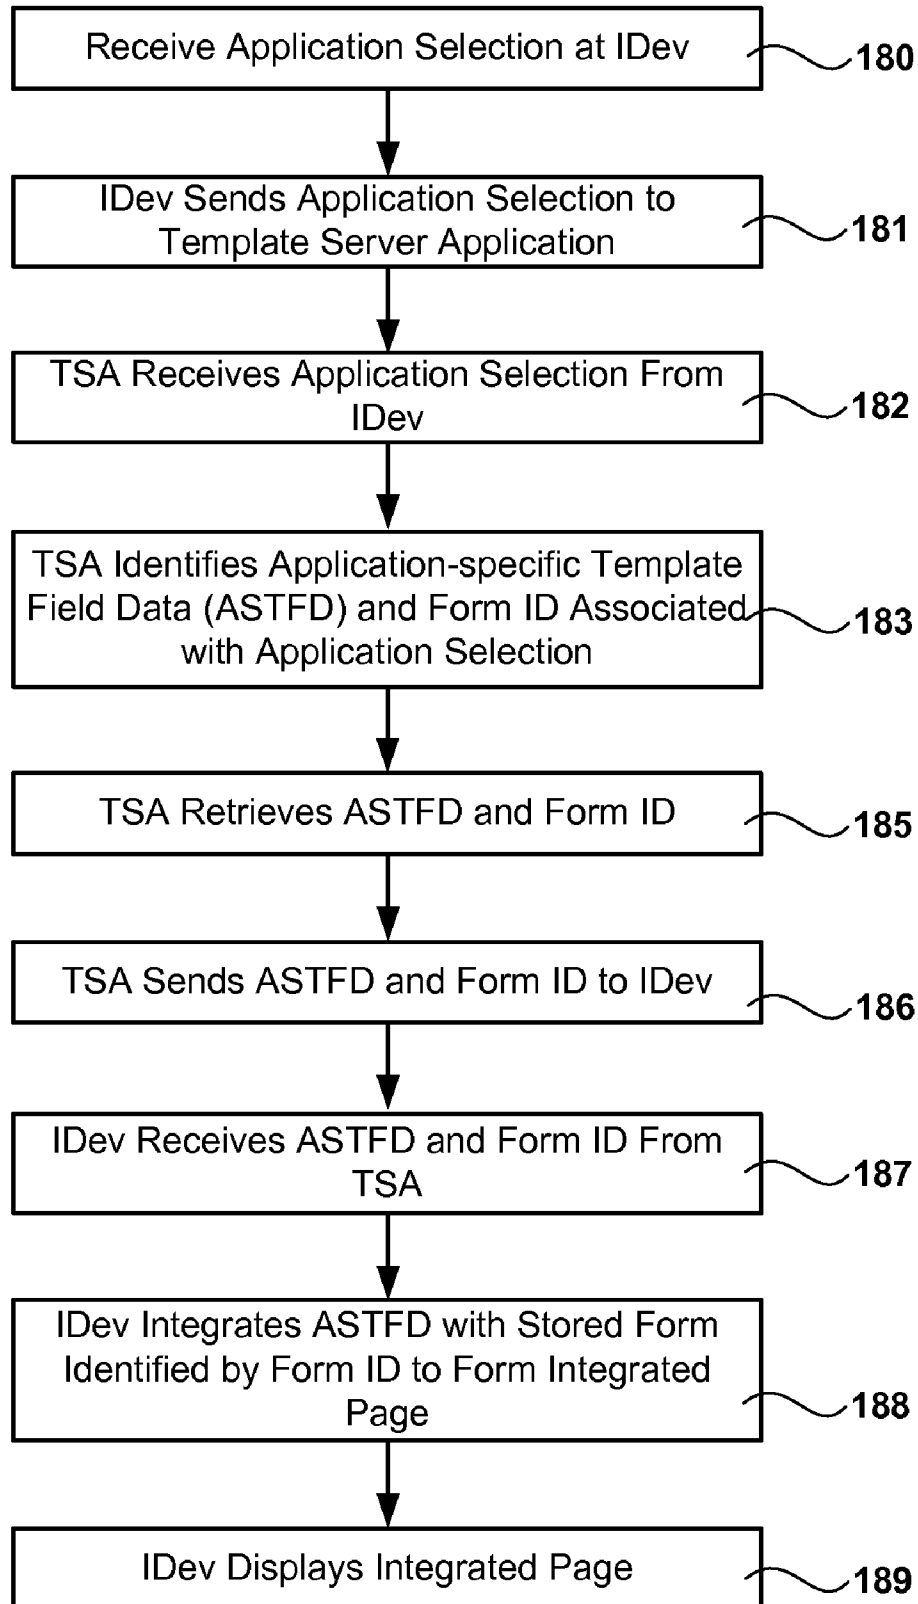 Receive Application Selection at IDev
180
IDev Sends Application Selection to
Template Server Application
181
TSA Receives Application Selection From
IDev
182
TSA Identifies Application-specific Template
Field Data (ASTFD) and Form ID Associated
with Application Selection
183
TSA Retrieves ASTFD and Form ID
185
TSA Sends ASTFD and Form ID to IDev
186
IDev Receives ASTFD and Form ID From
TSA
187
IDev Integrates ASTFD with Stored Form
Identified by Form ID to Form Integrated
Page
188
IDev Displays Integrated Page
189